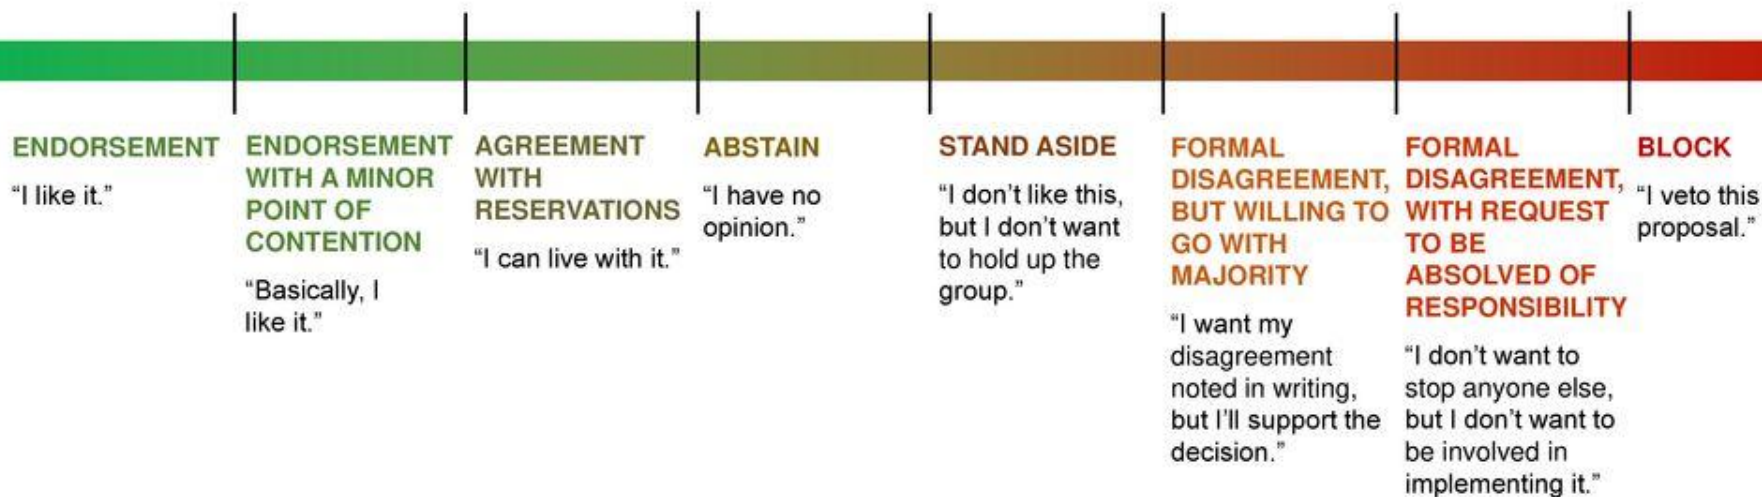 ENDORSEMENT
“I like it.”
ENDORSEMENT
WITH A MINOR
POINT OF
CONTENTION
“Basically, I
like it.”
AGREEMENT
WITH
RESERVATIONS
“I can live with it.”
ABSTAIN
“I have no
opinion.”
STAND ASIDE
“I don’t like this,
but I don’t want
to hold up the
group.”
FORMAL
DISAGREEMENT,
BUT WILLING TO
GO WITH
MAJORITY
“I want my
disagreement
noted in writing,
but I’ll support the
decision.”
FORMAL
DISAGREEMENT,
WITH REQUEST
TO BE
ABSOLVED OF
RESPONSIBILITY
“I don’t want to
stop anyone else,
but I don’t want to
be involved in
implementing it.”
BLOCK
“I veto this
proposal.”